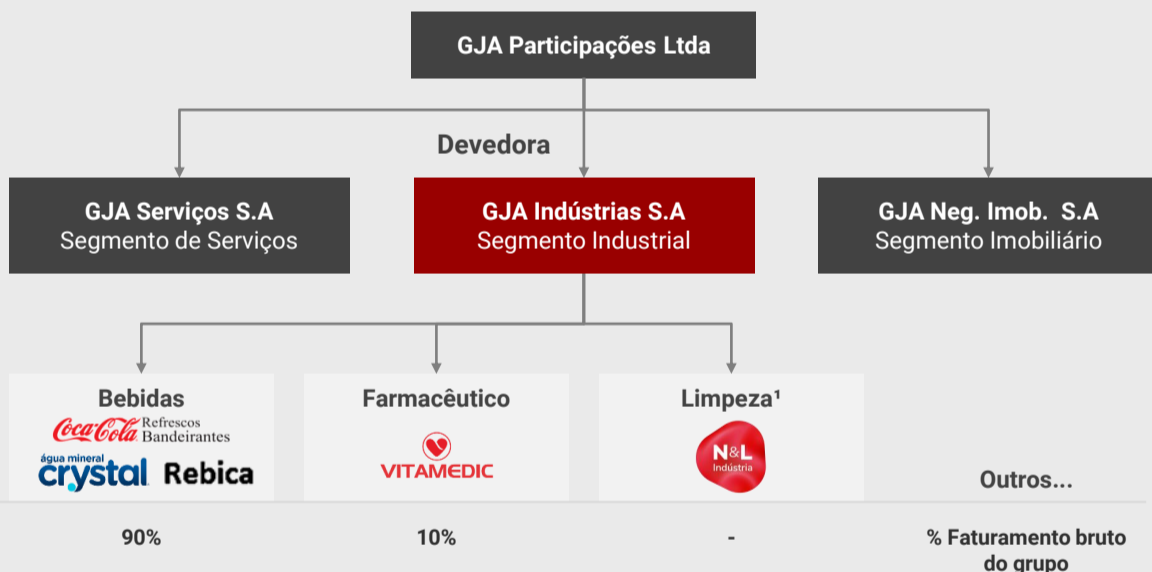 GJA Participações Ltda
Devedora
GJA Serviços S.A
Segmento de Serviços
GJA Indústrias S.A
Segmento Industrial
GJA Neg. Imob. S.A
Segmento Imobiliário
Bebidas
Coca-Cola Refrescos
Bandeirantes
água mineral
crystal Rebica
Farmacêutico
VITAMEDIC
Limpeza¹
N&L
Indústria
Outros...
90%
10%
-
% Faturamento bruto
do grupo